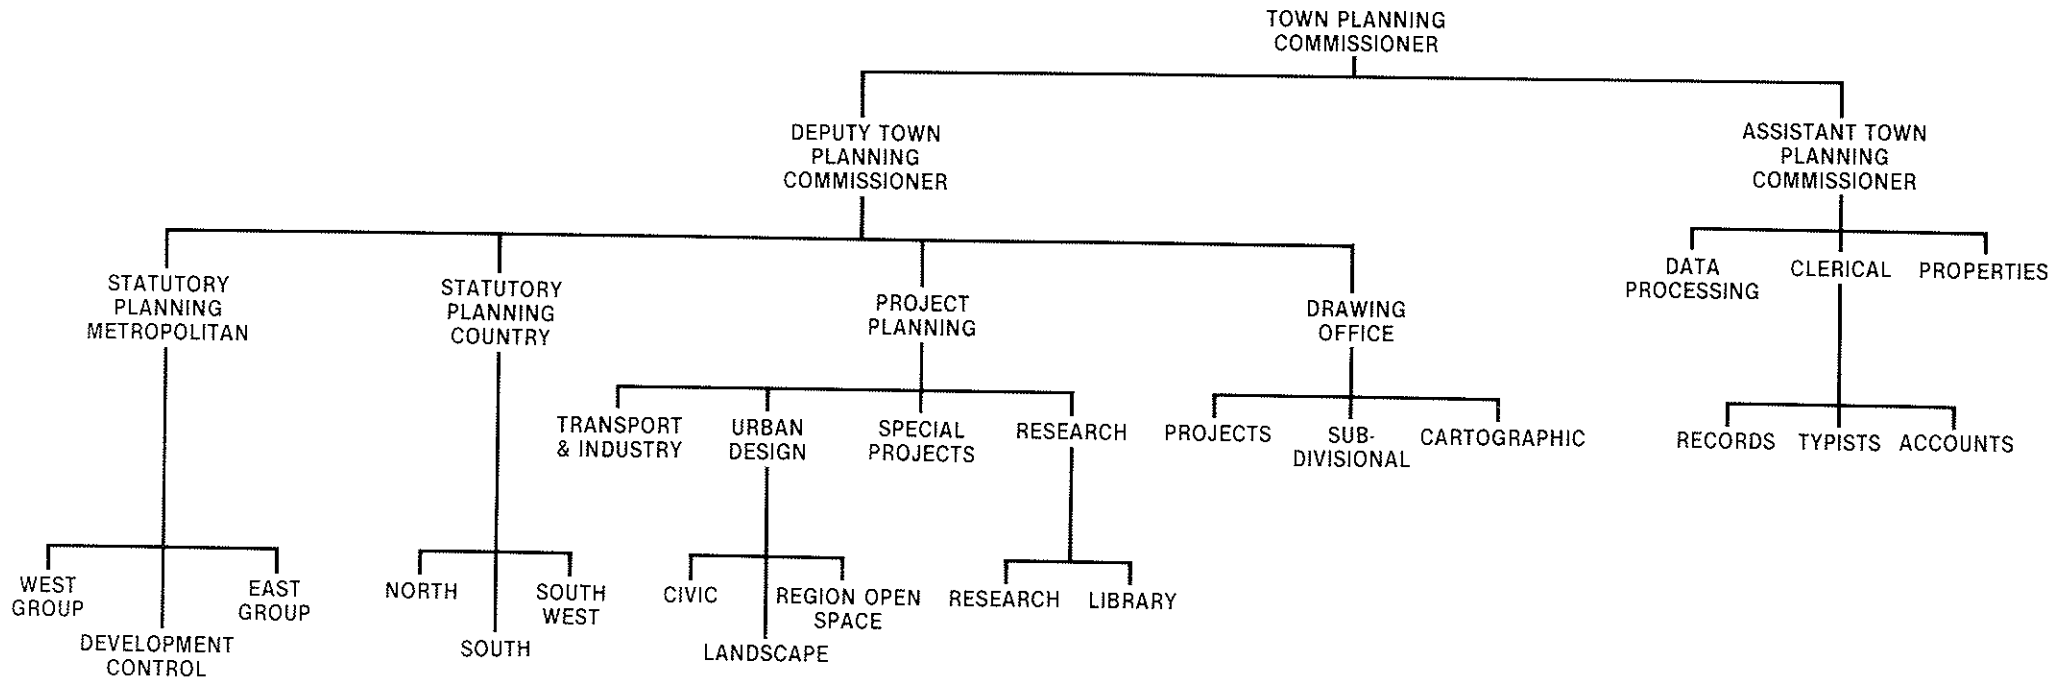 TOWN PLANNING
COMMISSIONER
DEPUTY TOWN
PLANNING
COMMISSIONER
ASSISTANT TOWN
PLANNING
COMMISSIONER
STATUTORY
PLANNING
METROPOLITAN
STATUTORY
PLANNING
COUNTRY
PROJECT
PLANNING
DRAWING
OFFICE
DATA
PROCESSING
CLERICAL
PROPERTIES
TRANSPORT
& INDUSTRY
URBAN
DESIGN
SPECIAL
PROJECTS
RESEARCH
PROJECTS
SUB-
DIVISIONAL
CARTOGRAPHIC
RECORDS
TYPISTS
ACCOUNTS
WEST
GROUP
DEVELOPMENT
CONTROL
EAST
GROUP
NORTH
SOUTH
SOUTH
WEST
CIVIC
LANDSCAPE
REGION OPEN
SPACE
RESEARCH
LIBRARY